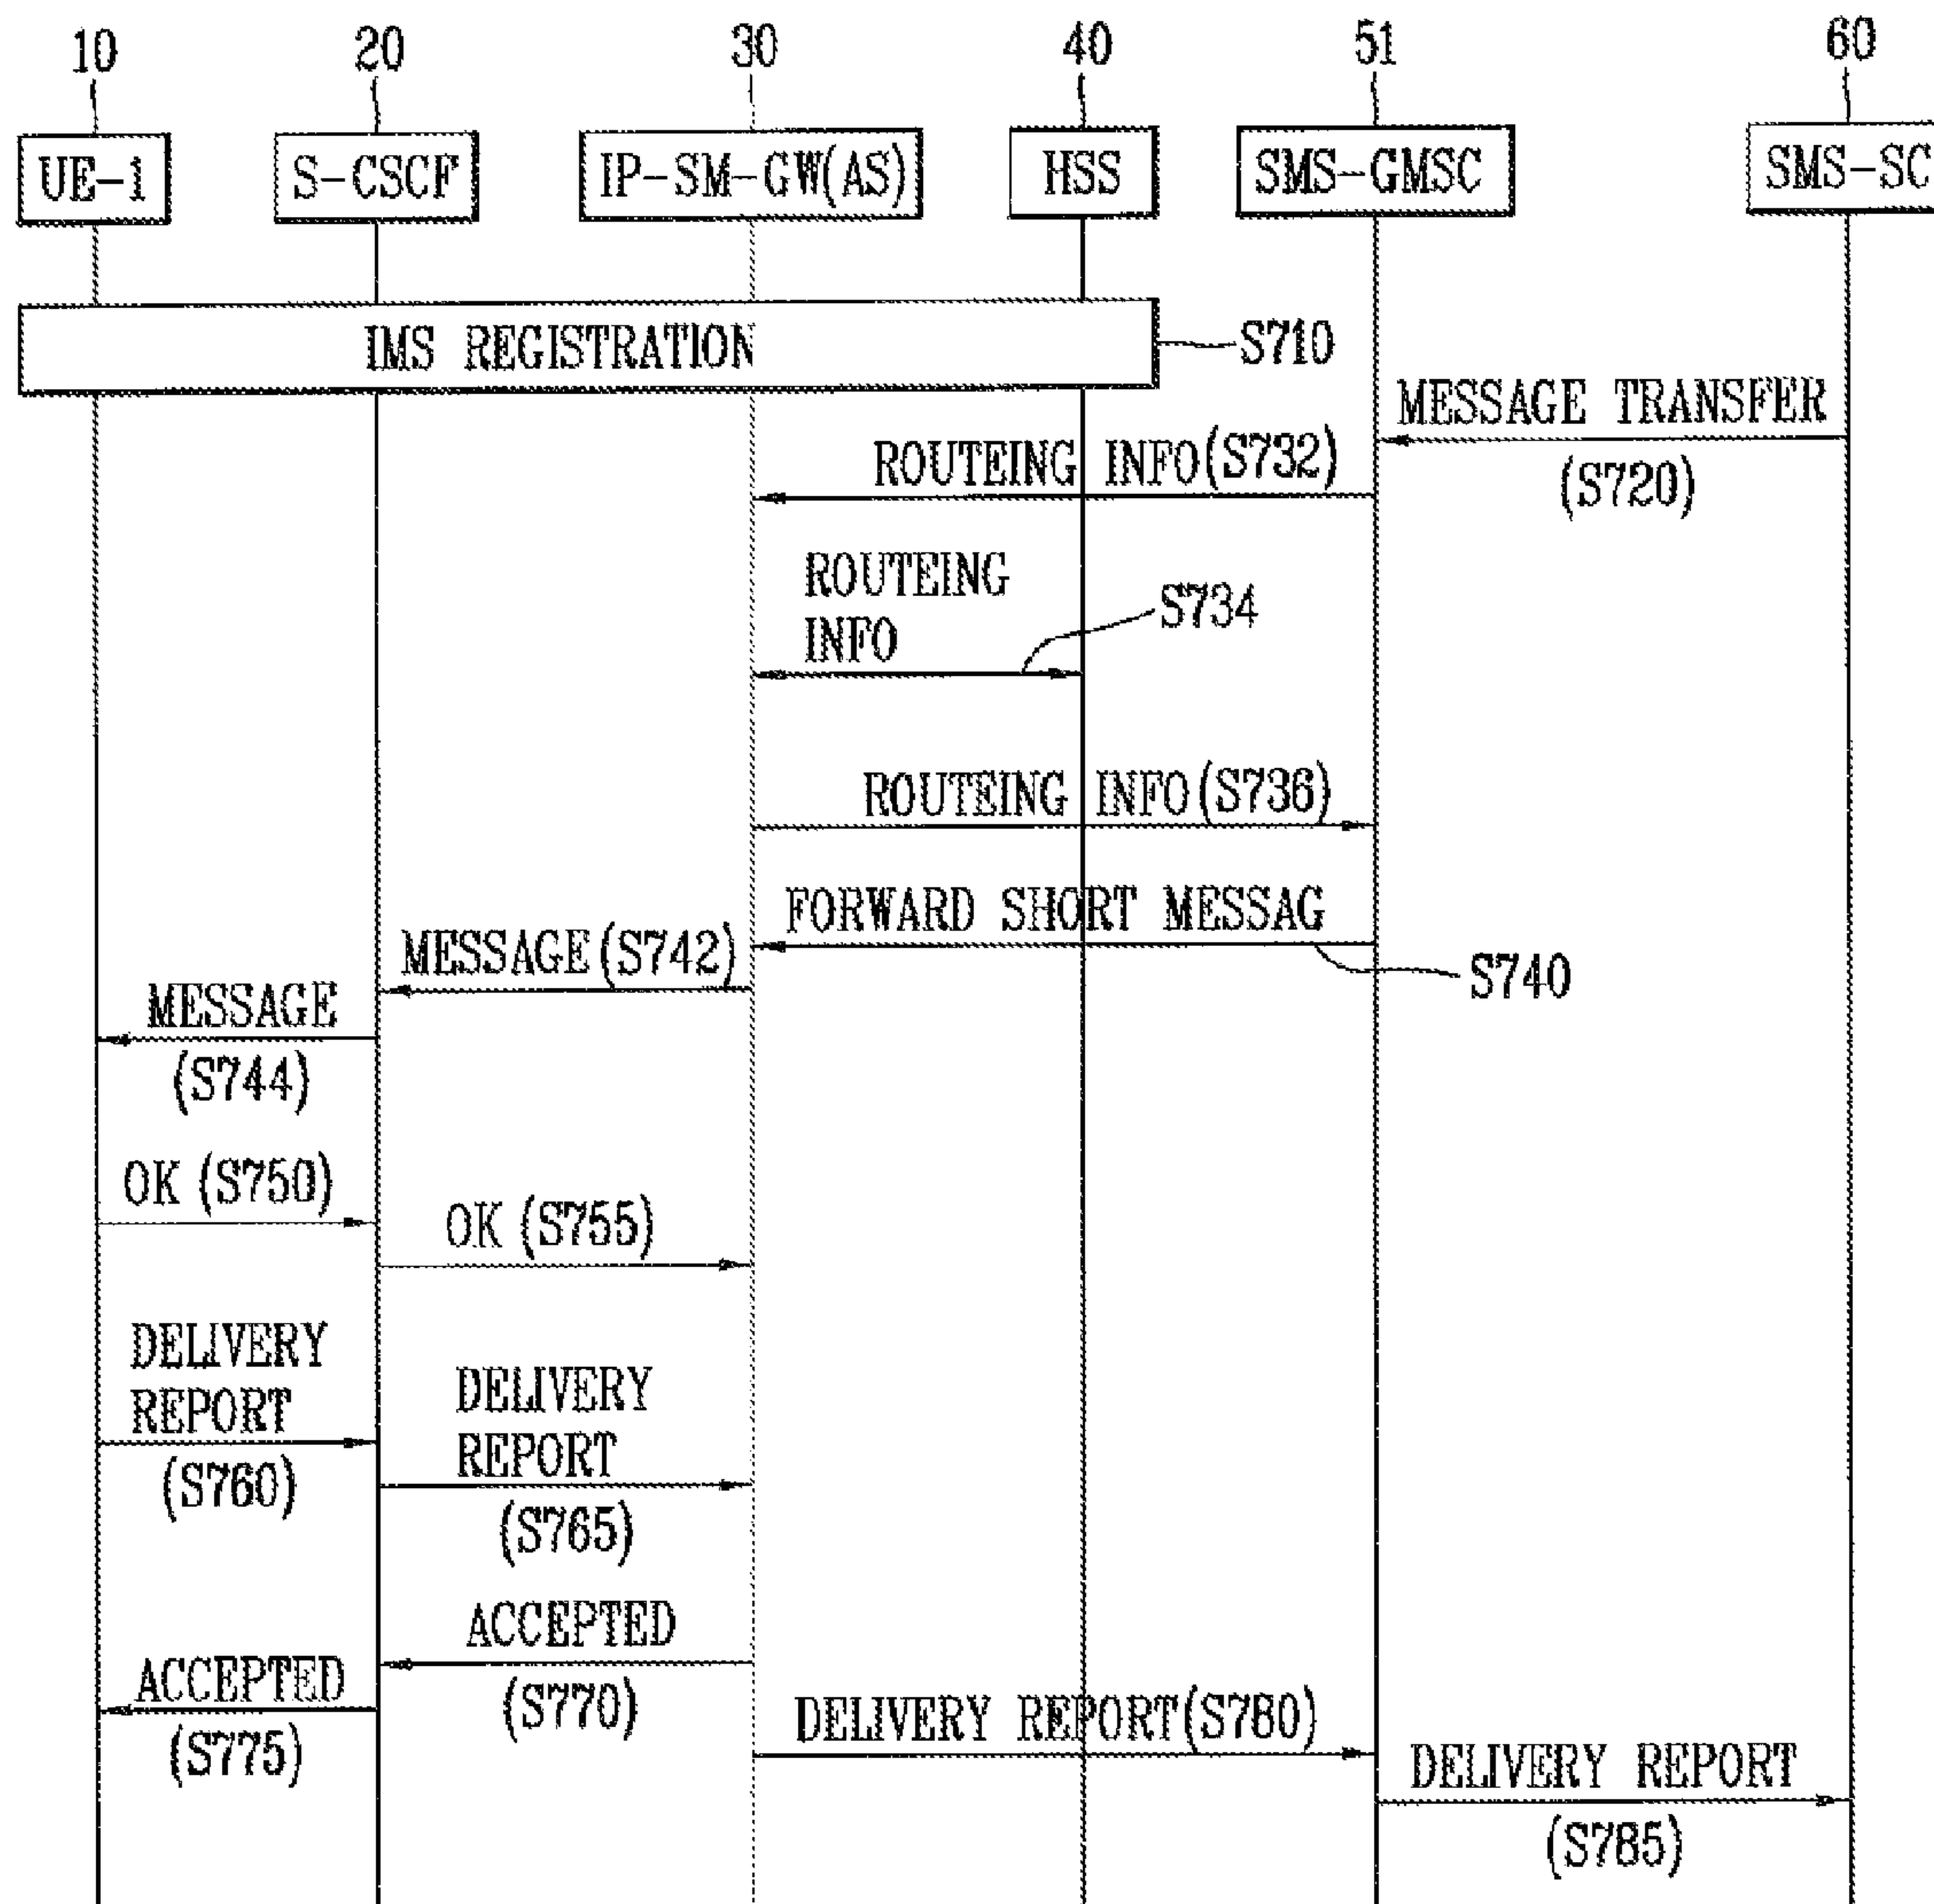 10 20 30 40 51 60
UE-1 S-CSCF IP-SM-GW(AS) HSS SMS-GMSC SMS-SC
IMS REGISTRATION S710
MESSAGE TRANSFER
(S720)
ROUTEING INFO(S732)
ROUTEING
INFO
S734
ROUTEING INFO(S736)
FORWARD SHORT MESSAG
S740
MESSAGE(S742)
MESSAGE
(S744)
OK (S750)
OK (S755)
DELIVERY
REPORT
(S760)
DELIVERY
REPORT
(S765)
ACCEPTED
(S770)
ACCEPTED
(S775)
DELIVERY REPORT(S780)
DELIVERY REPORT
(S785)